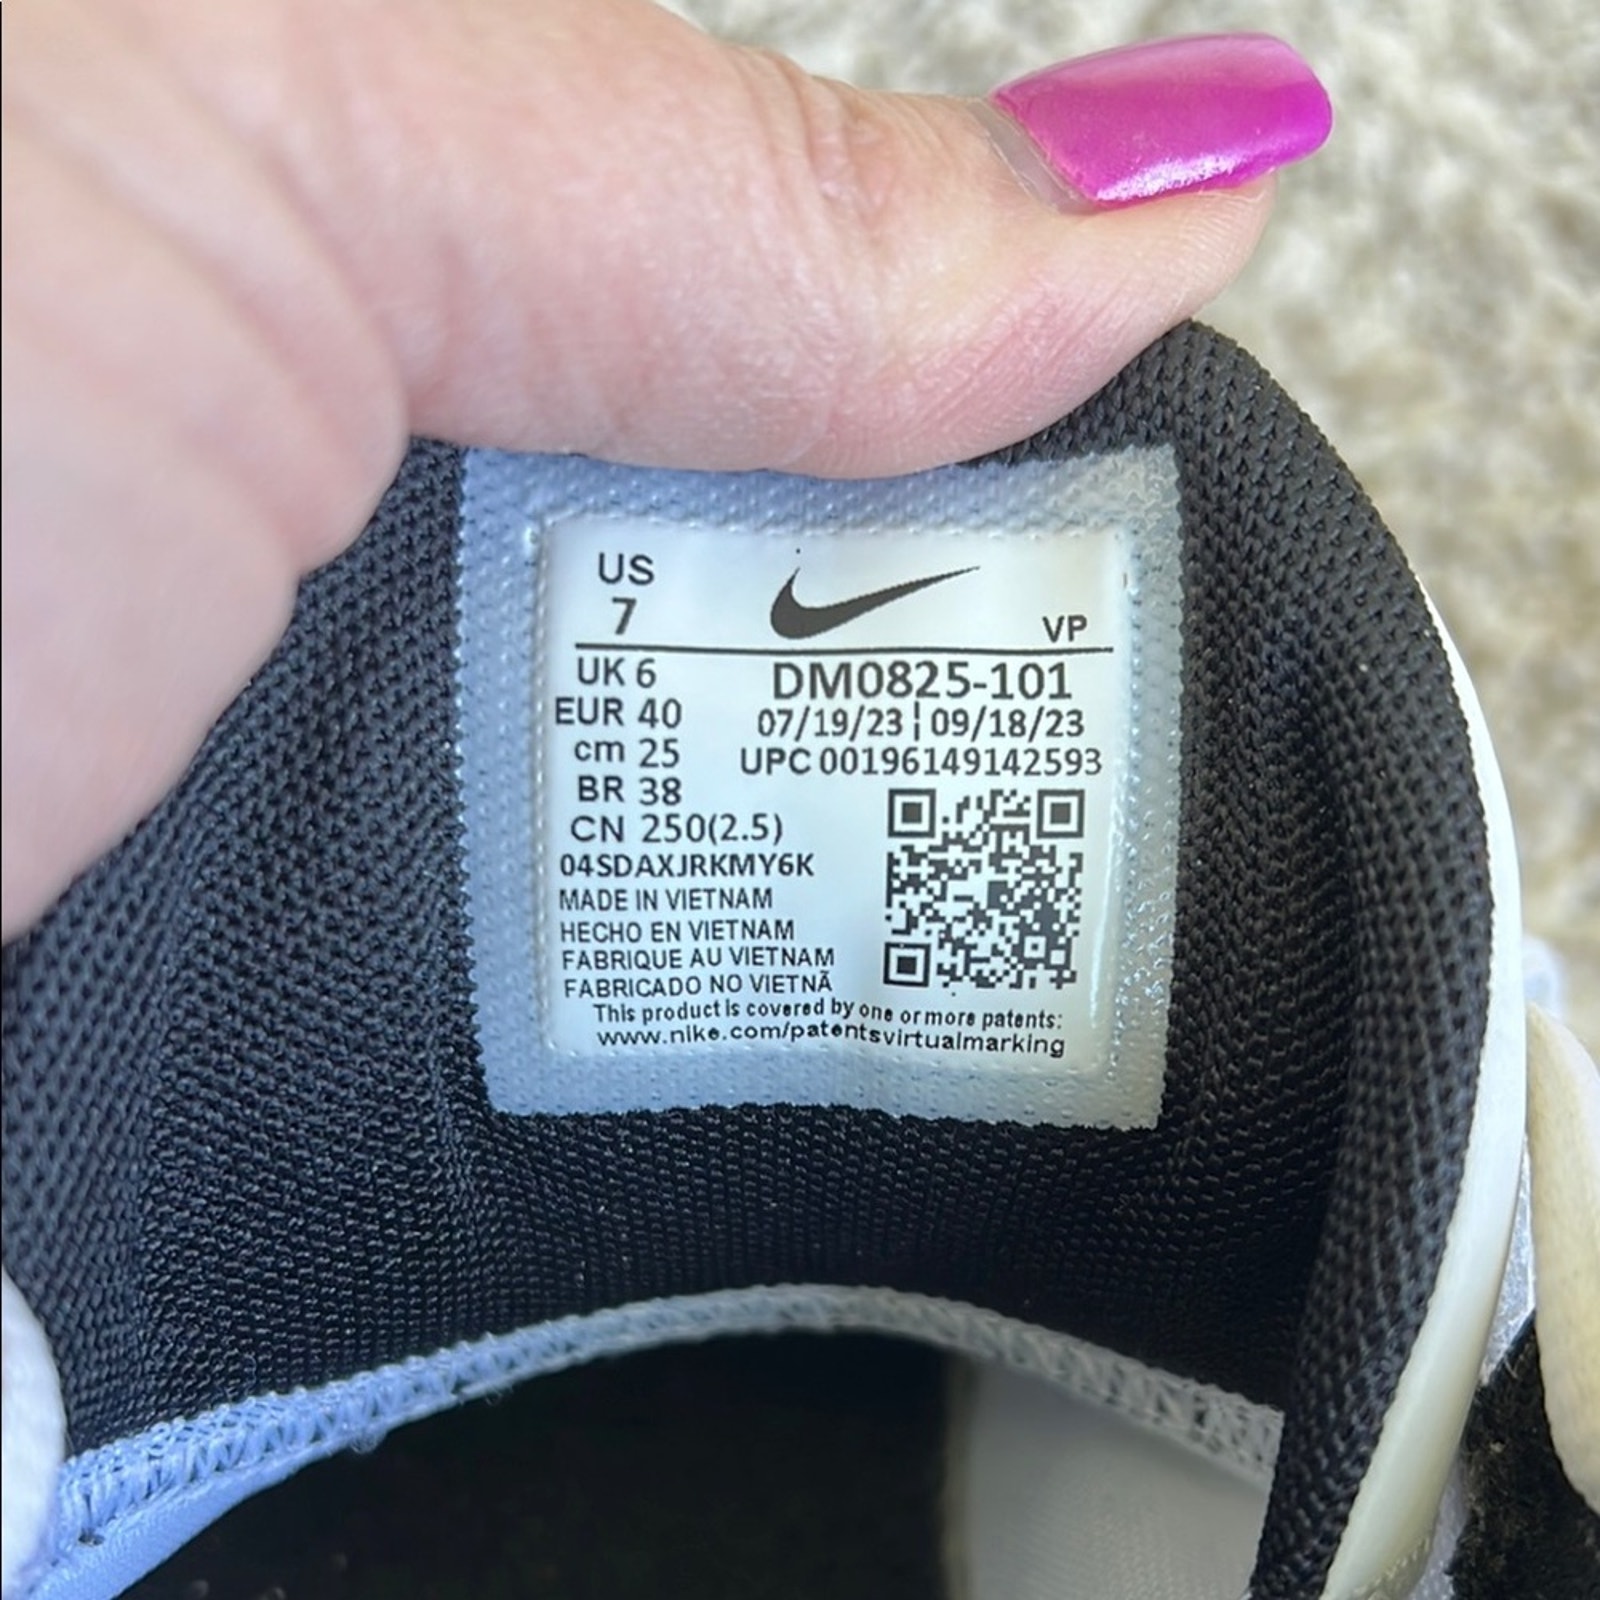 US
7
VP
UK 6
DM0825-101
EUR 40
07/19/23 ¦ 09/18/23
cm 25
UPC 00196149142593
BR 38
CN 250(2.5)
04SDAXJRKMY6K
MADE IN VIETNAM
HECHO EN VIETNAM
FABRIQUE AU VIETNAM
FABRICADO NO VIETNÃ
This product is covered by one or more patents:
www.nike.com/patentsvirtualmarking